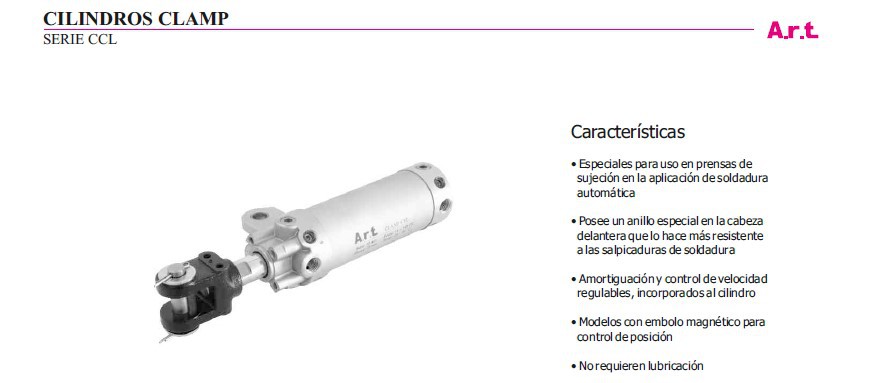 CILINDROS CLAMP
SERIE CCL
A.r.t.
Características
• Especiales para uso en prensas de
sujeción en la aplicación de soldadura
automática
• Posee un anillo especial en la cabeza
delantera que lo hace más resistente
a las salpicaduras de soldadura
• Amortiguación y control de velocidad
regulables, incorporados al cilindro
• Modelos con embolo magnético para
control de posición
• No requieren lubricación
A.r.t.